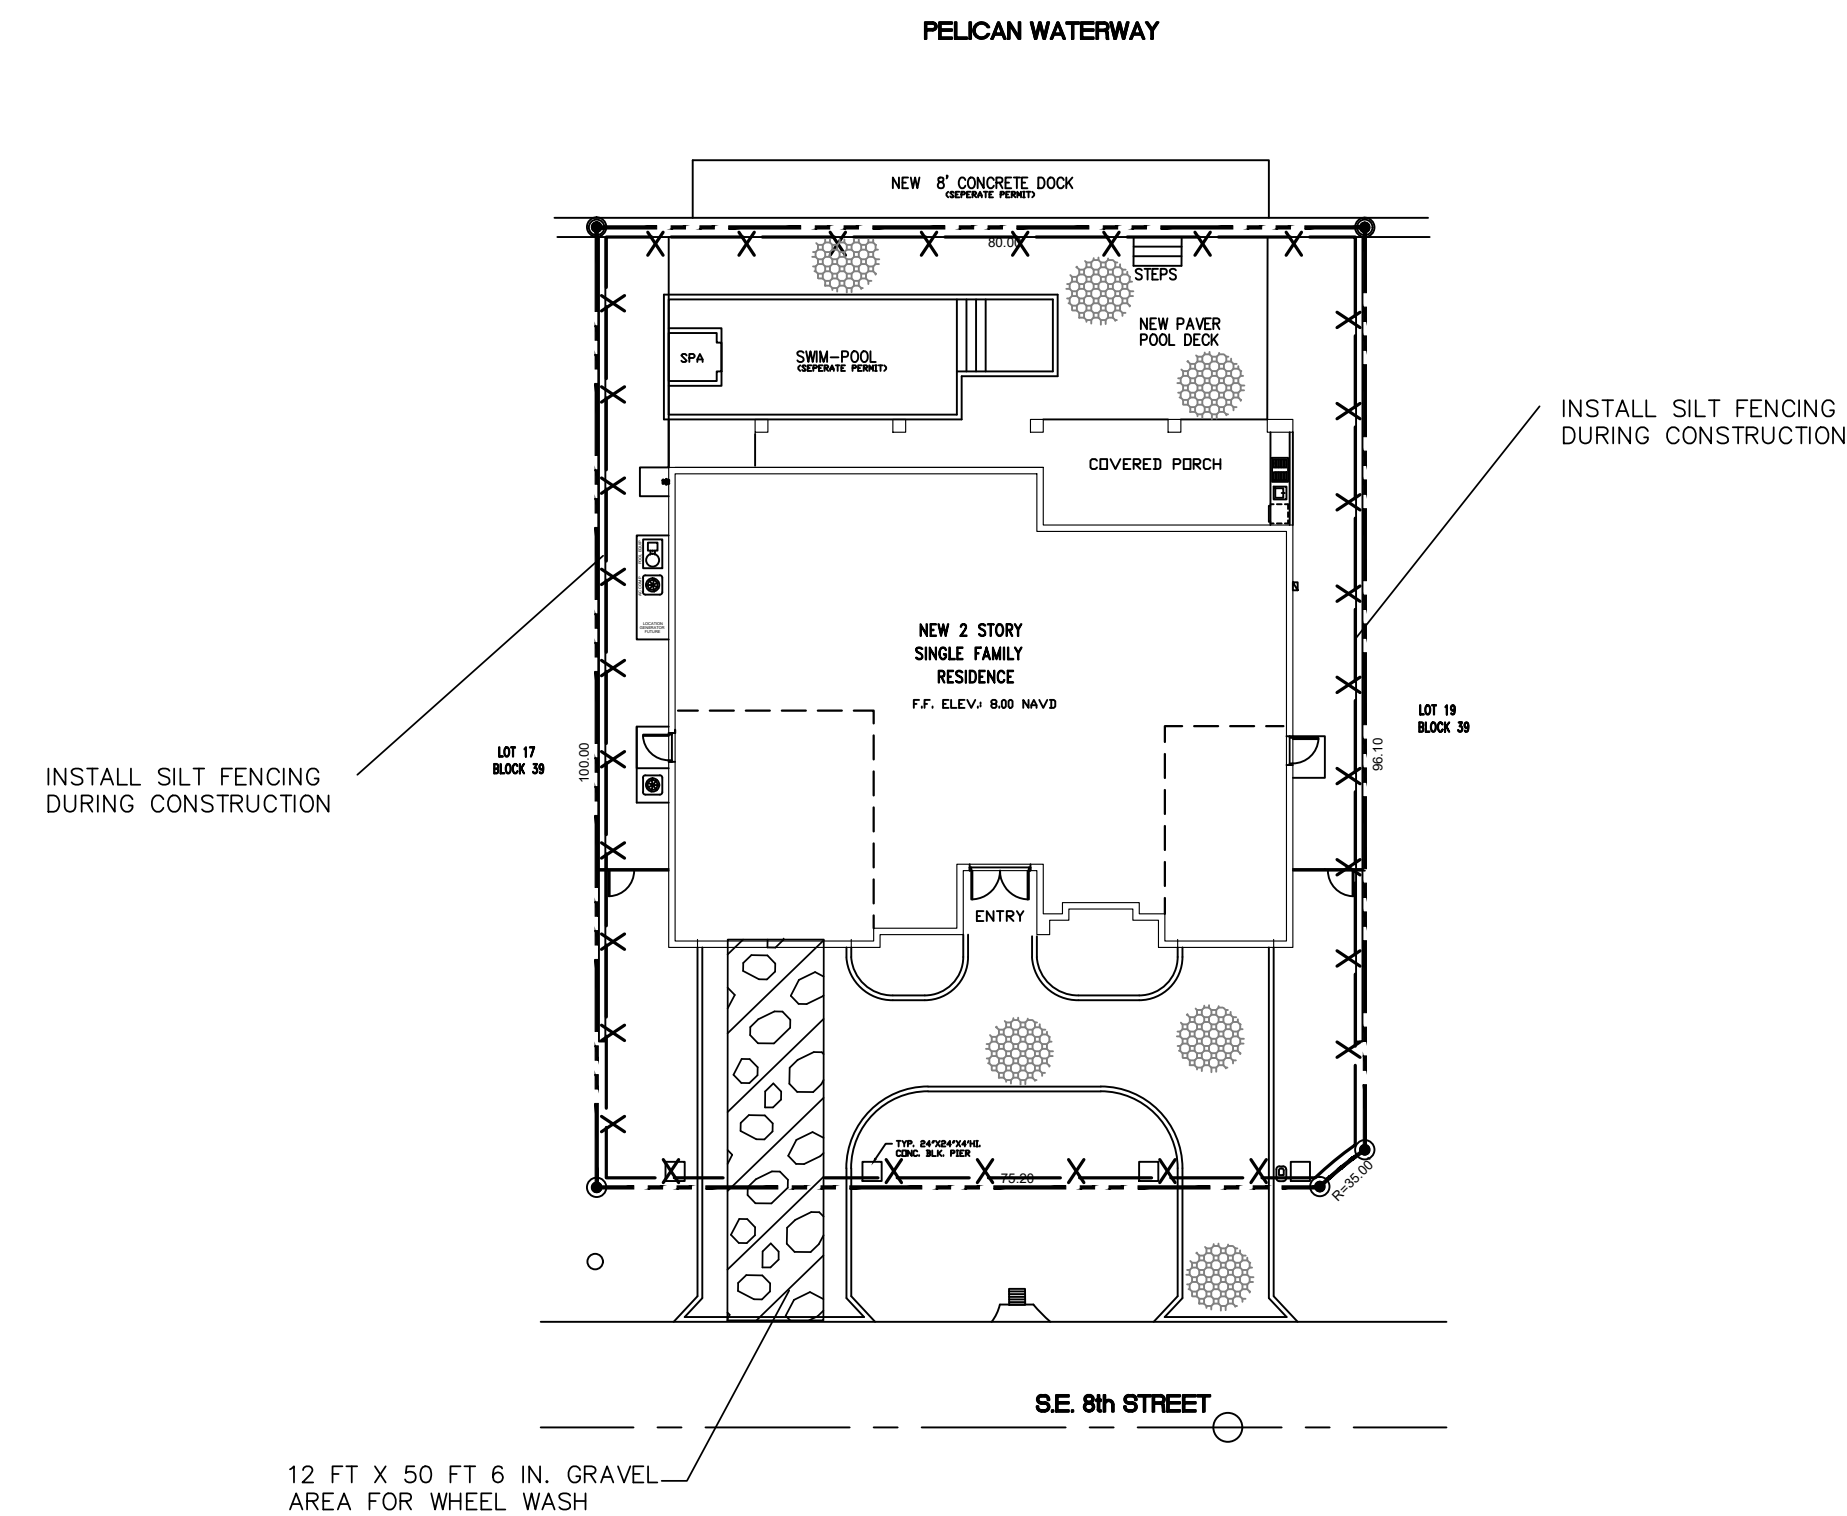 PELICAN WATERWAY
NEW 8' CONCRETE DOCK
(SEPERATE PERMIT)
80.00
STEPS
NEW PAVER
POOL DECK
SPA
SWIM-POOL
(SEPERATE PERMIT)
INSTALL SILT FENCING
DURING CONSTRUCTION
COVERED PORCH
LOCATION
GENERATOR
FUTURE
NEW 2 STORY
SINGLE FAMILY
RESIDENCE
F.F. ELEV.: 8.00 NAVD
LOT 19
BLOCK 39
96.10
LOT 17
BLOCK 39
100.00
INSTALL SILT FENCING
DURING CONSTRUCTION
ENTRY
TYP. 24"X24"X4'HI.
CONC. BLK. PIER
75.20
R=35.00
S.E. 8th STREET
12 FT X 50 FT 6 IN. GRAVEL
AREA FOR WHEEL WASH